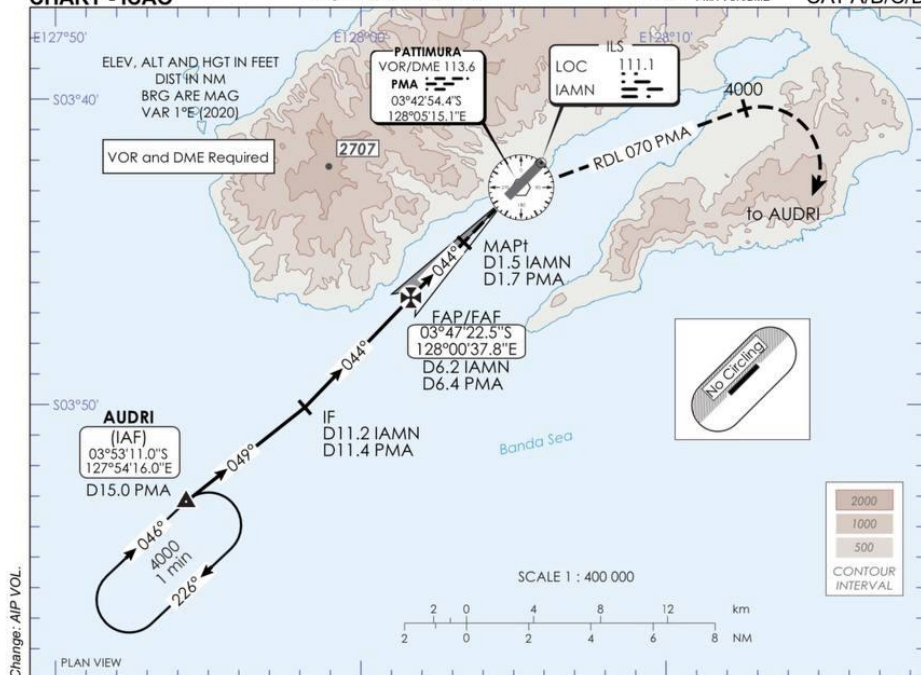 CHART - ICAO
CAT A/B/C/D
E127°50'
E128°00'
E128°10'
ELEV, ALT AND HGT IN FEET
DIST IN NM
BRG ARE MAG
VAR 1°E (2020)
PATTIMURA
VOR/DME 113.6
PMA
03°42'54.4"S
128°05'15.1"E
ILS
LOC 111.1
IAMN
S03°40'
VOR and DME Required
2707
4000
RDL 070 PMA
to AUDRI
MAPt
D1.5 IAMN
D1.7 PMA
044°
FAP/FAF
03°47'22.5"S
128°00'37.8"E
D6.2 IAMN
D6.4 PMA
044°
No Circling
S03°50'
IF
D11.2 IAMN
D11.4 PMA
Banda Sea
AUDRI
(IAF)
03°53'11.0"S
127°54'16.0"E
D15.0 PMA
049°
046°
4000
1 min
226°
2000
1000
500
CONTOUR
INTERVAL
SCALE 1 : 400 000
2 0 4 8 12 km
2 0 2 4 6 8 NM
PLAN VIEW
Change: AIP VOL.